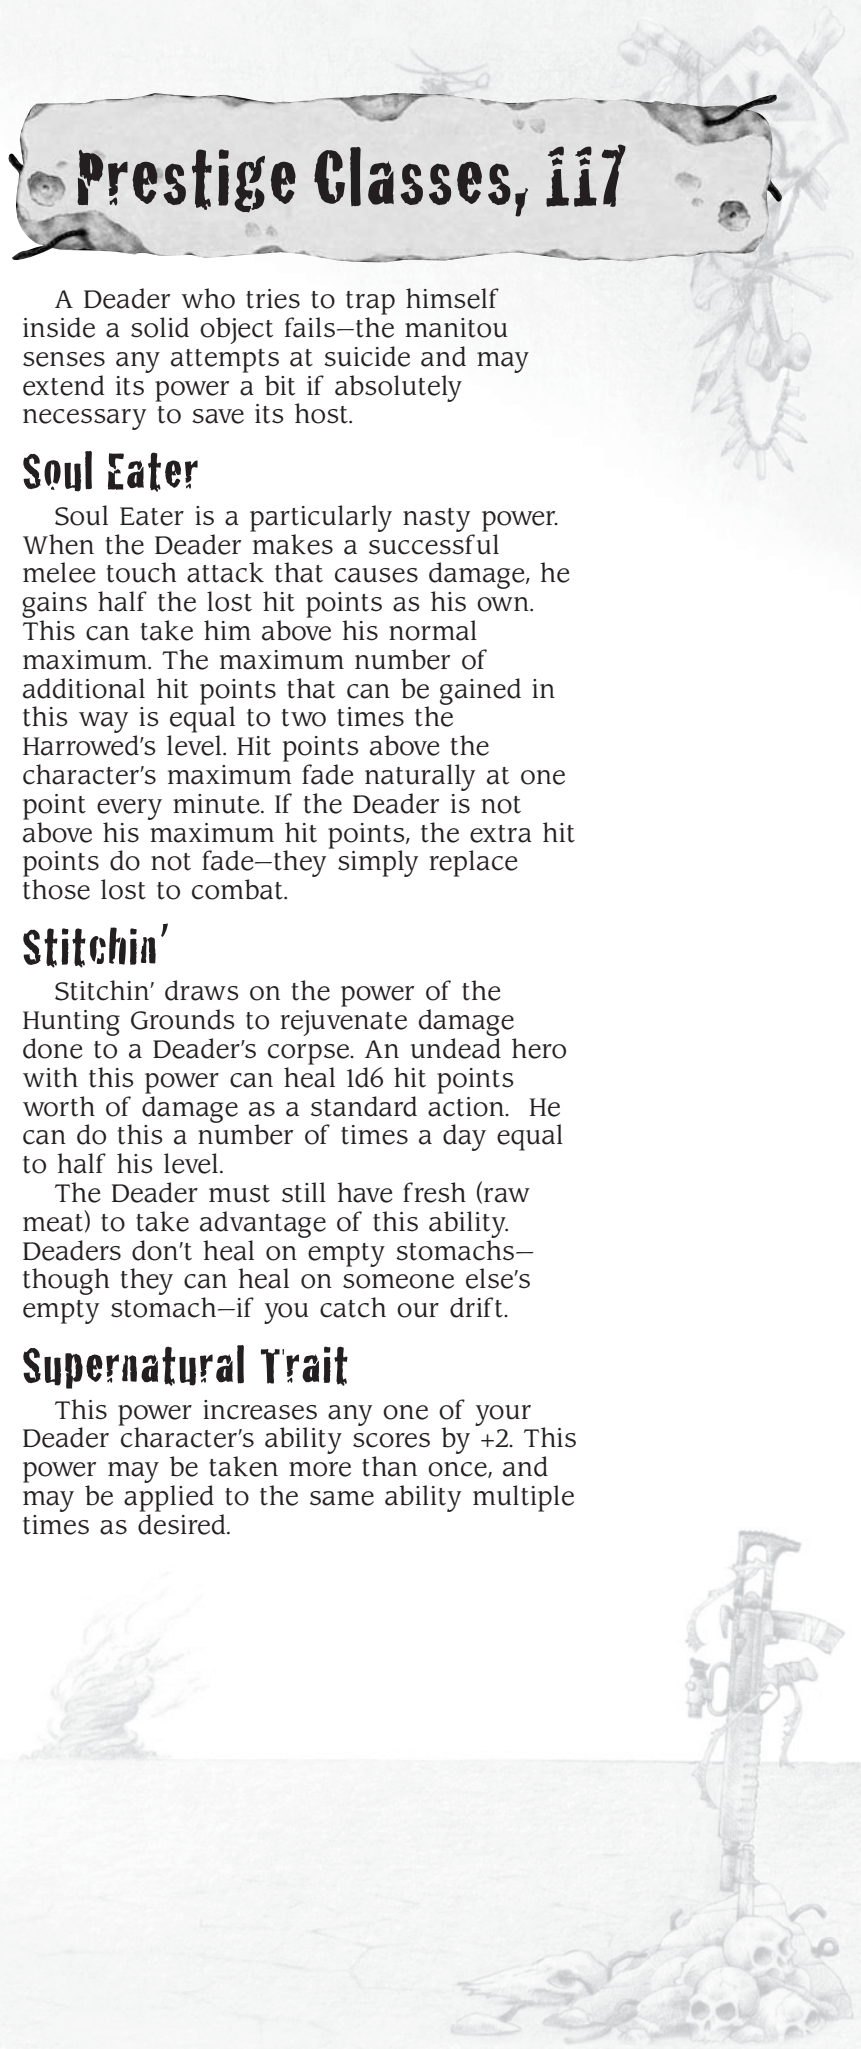 Prestige Classes, 117
A Deader who tries to trap himself
inside a solid object fails—the manitou
senses any attempts at suicide and may
extend its power a bit if absolutely
necessary to save its host.
Soul Eater
Soul Eater is a particularly nasty power.
When the Deader makes a successful
melee touch attack that causes damage, he
gains half the lost hit points as his own.
This can take him above his normal
maximum. The maximum number of
additional hit points that can be gained in
this way is equal to two times the
Harrowed's level. Hit points above the
character's maximum fade naturally at one
point every minute. If the Deader is not
above his maximum hit points, the extra hit
points do not fade—they simply replace
those lost to combat.
Stitchin'
Stitchin' draws on the power of the
Hunting Grounds to rejuvenate damage
done to a Deader's corpse. An undead hero
with this power can heal 1d6 hit points
worth of damage as a standard action.  He
can do this a number of times a day equal
to half his level.
The Deader must still have fresh (raw
meat) to take advantage of this ability.
Deaders don't heal on empty stomachs—
though they can heal on someone else's
empty stomach—if you catch our drift.
Supernatural Trait
This power increases any one of your
Deader character's ability scores by +2. This
power may be taken more than once, and
may be applied to the same ability multiple
times as desired.